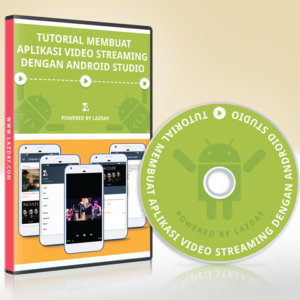 TUTORIAL MEMBUAT
APLIKASI VIDEO STREAMING
DENGAN ANDROID STUDIO
POWERED BY LAZDAY
WWW.LAZDAY.COM
TUTORIAL MEMBUAT APLIKASI VIDEO STREAMING DENGAN ANDROID STUDIO
POWERED BY LAZDAY